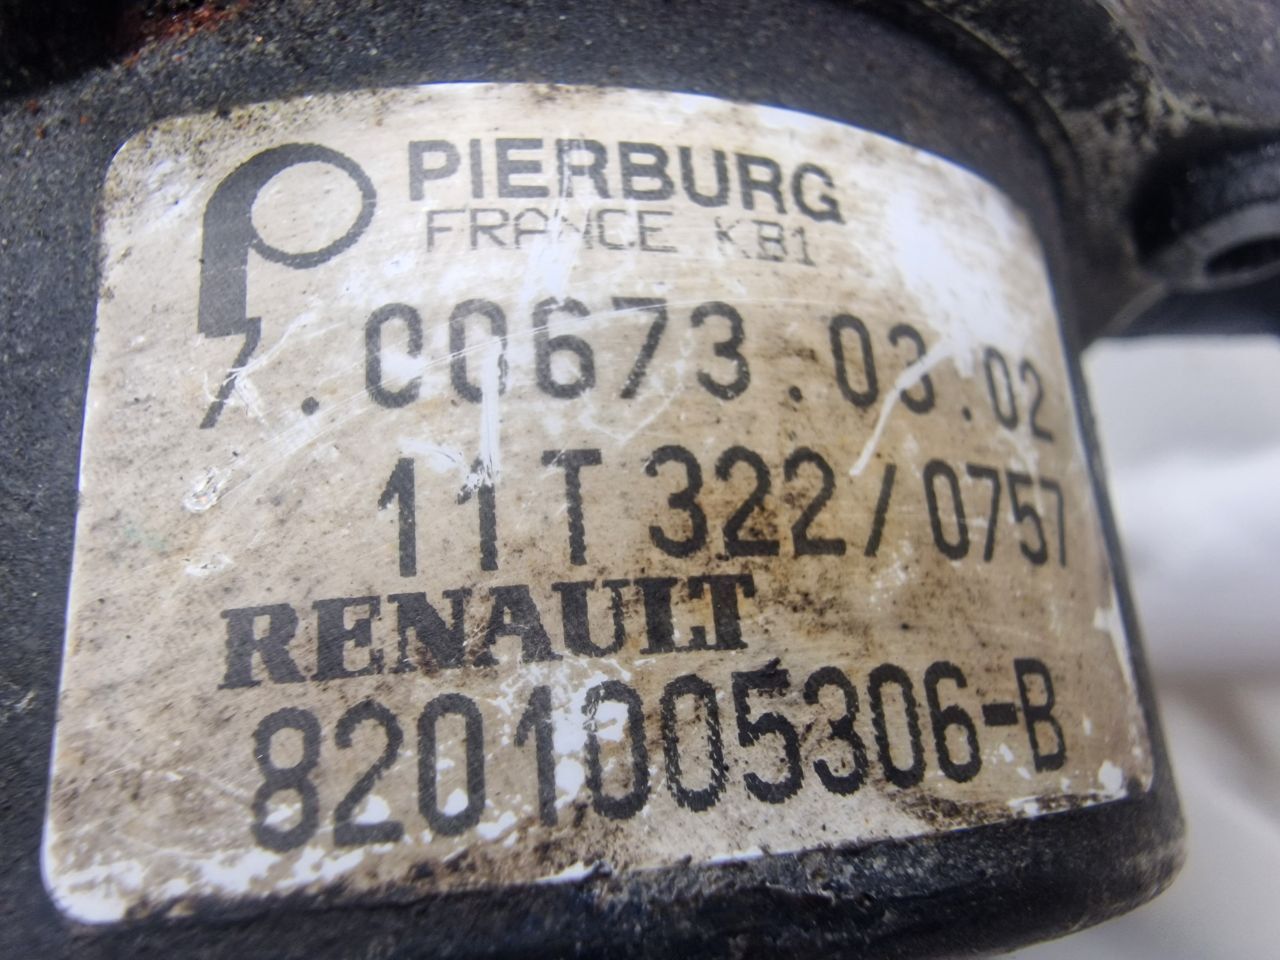 PIERBURG
FRANCE KB1
7.00673.03.02
11T322/0757
RENAULT
8201005306-B